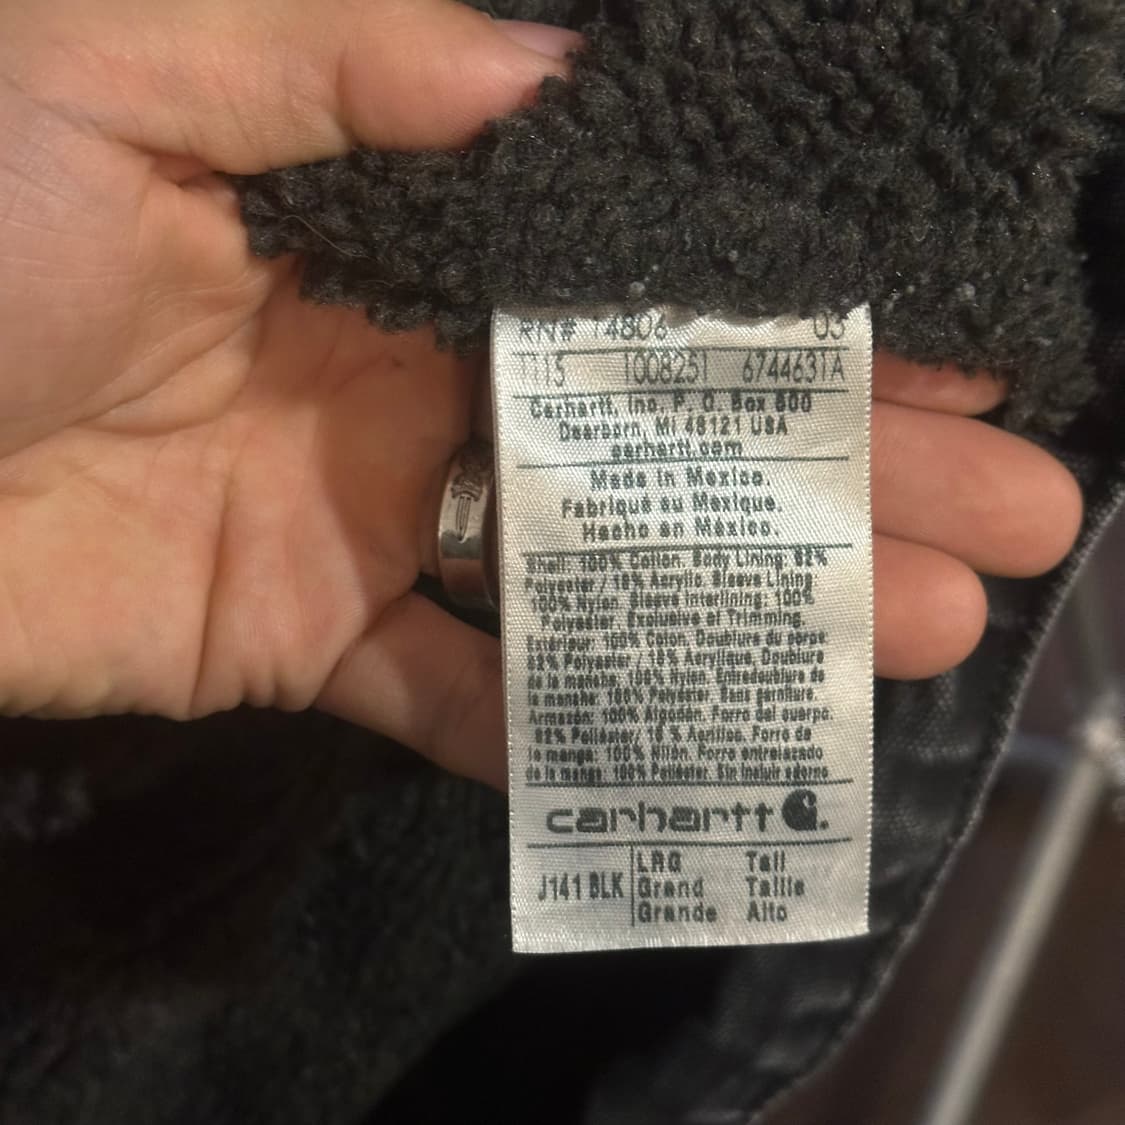 RN# 14806 03
1115 1008251 6744631A
Carhartt, Inc. P. O. Box 600
Dearborn, MI 48121 USA
carhartt.com
Made in Mexico.
Fabriqué au Mexique.
Hecho en México.
Shell: 100% Cotton. Body Lining: 82%
Polyester / 18% Acrylic. Sleeve Lining:
100% Nylon. Sleeve Interlining: 100%
Polyester. Exclusive of Trimming.
Extérieur: 100% Coton. Doublure du corps:
82% Polyester / 18% Acrylique. Doublure
de la manche: 100% Nylon. Entredoublure de
la manche: 100% Polyester. Sans garniture.
Armazón: 100% Algodón. Forro del cuerpo:
82% Poliéster / 18 % Acrílico. Forro de
la manga: 100% Nilón. Forro entrelazado
de la manga: 100% Poliéster. Sin incluir adorno
carhartt
J141 BLK LRG Tall
Grand Taille
Grande Alto